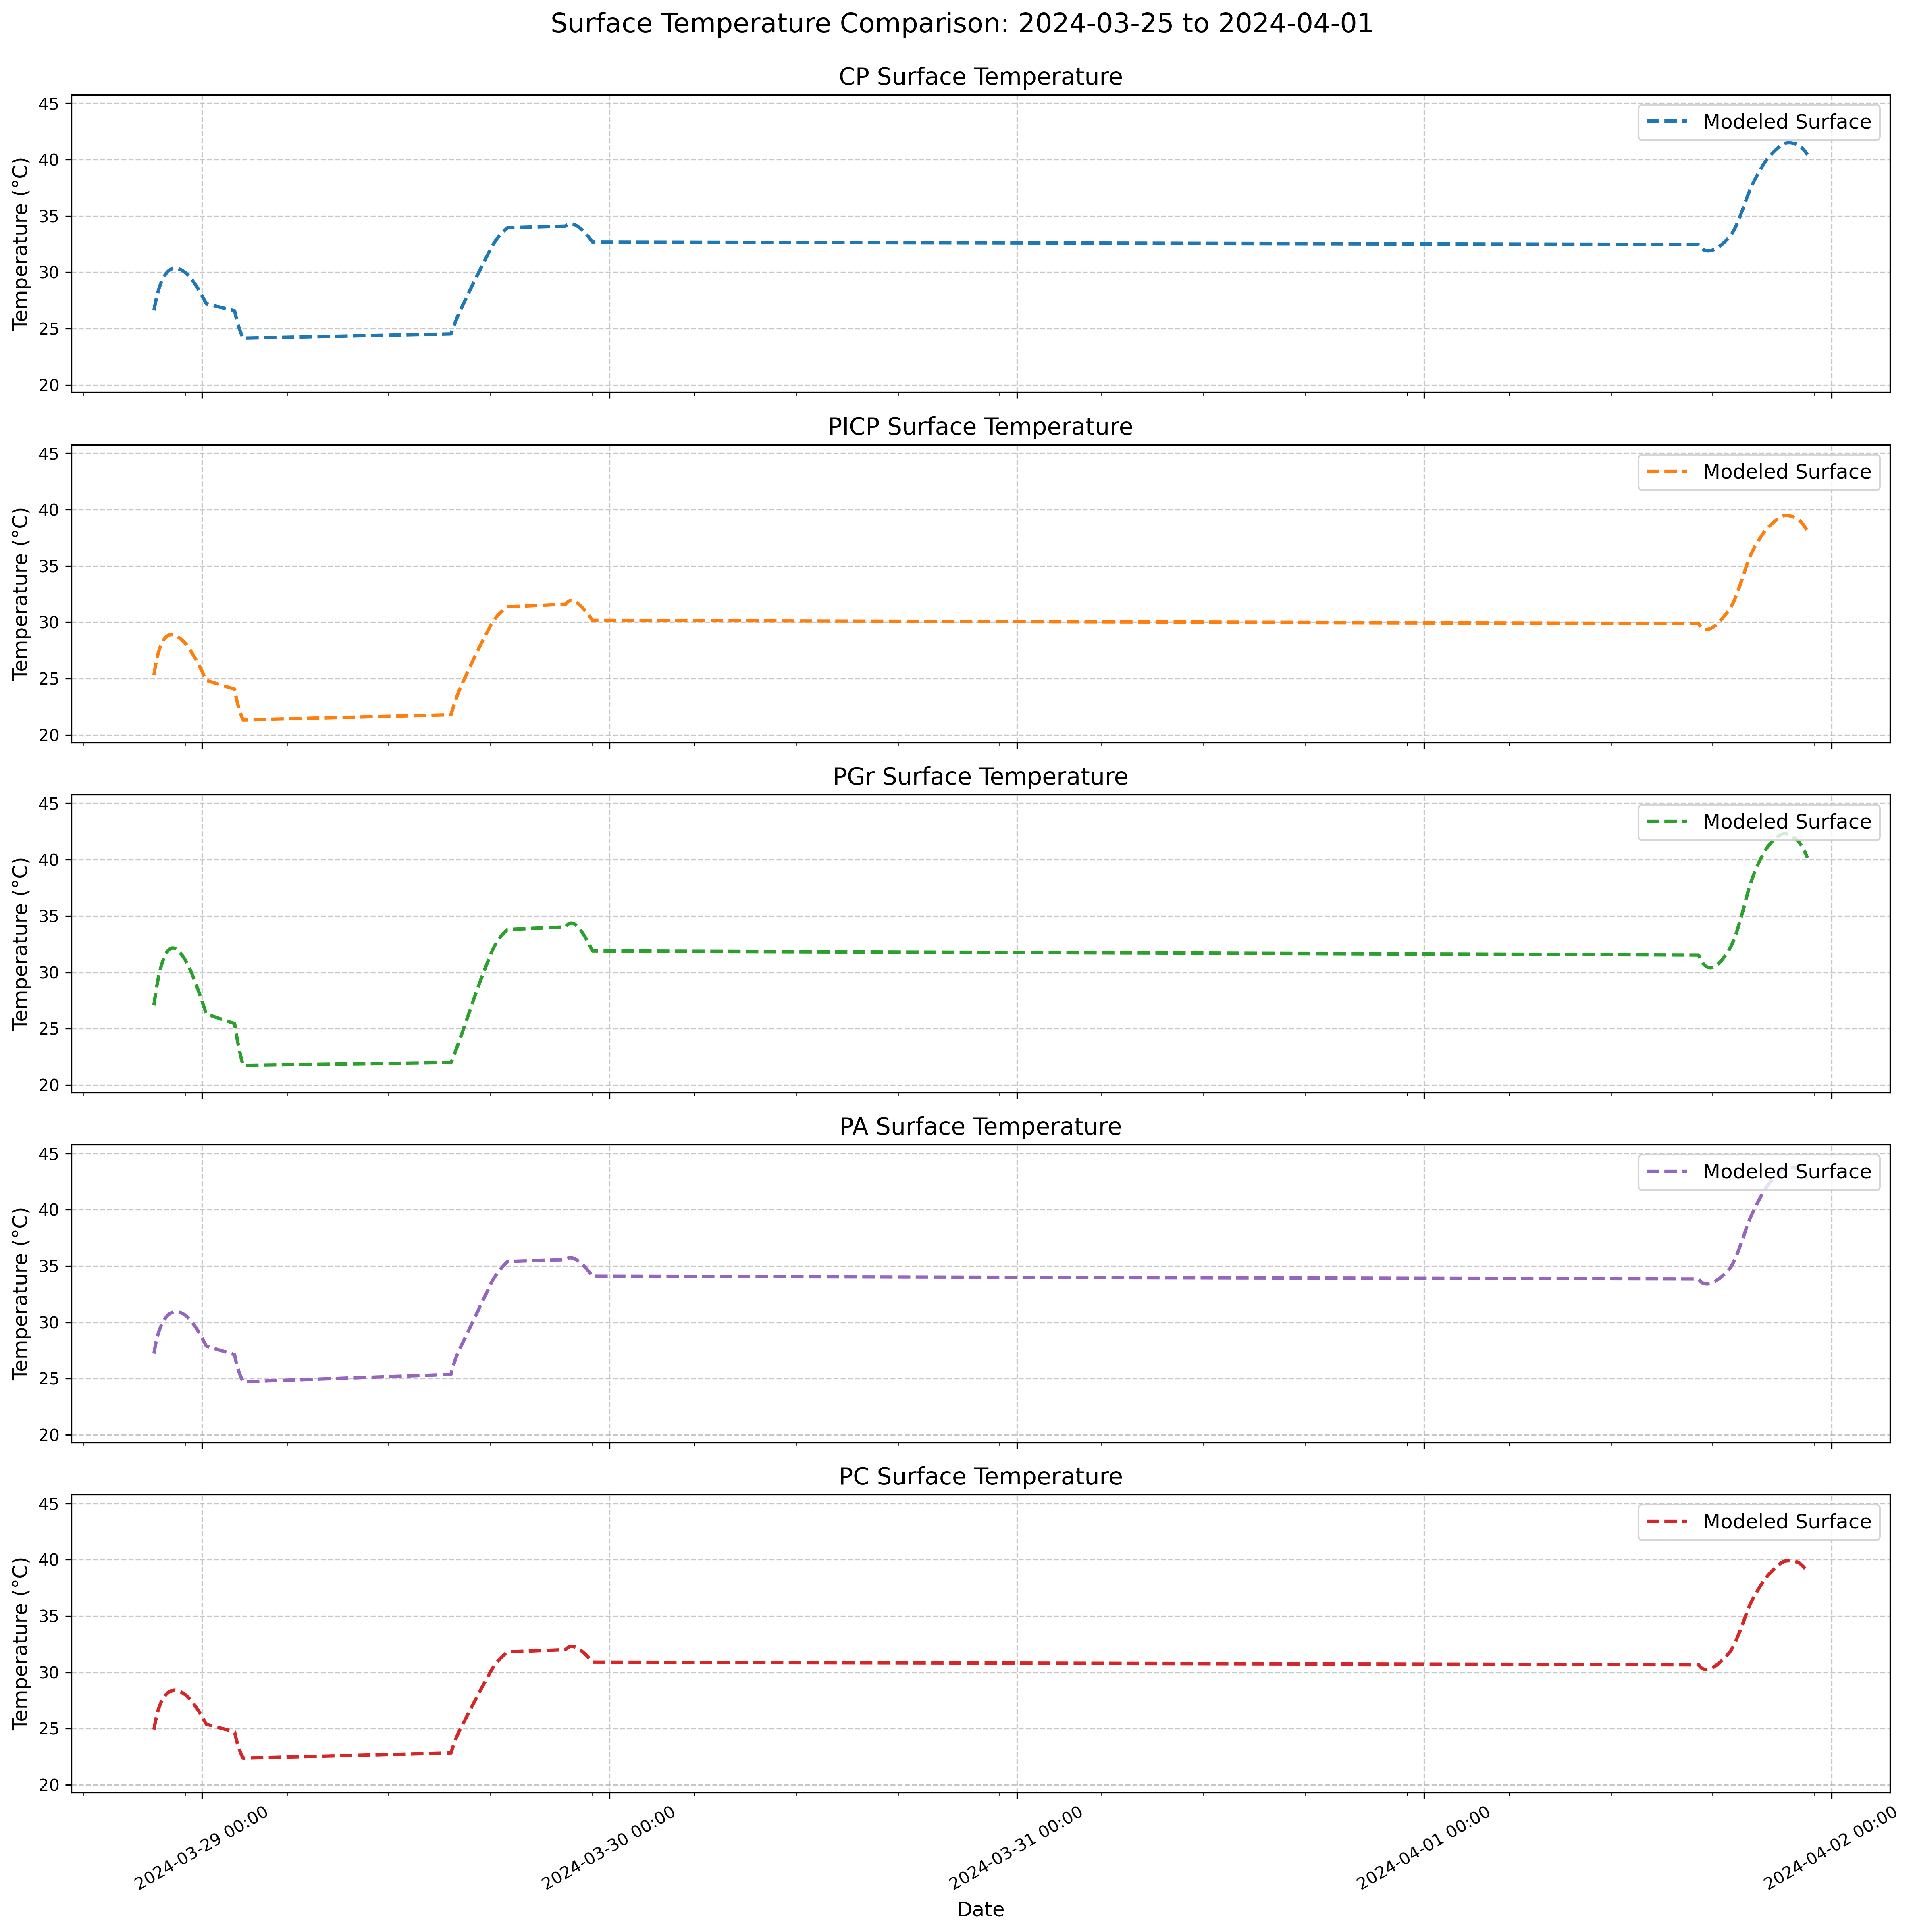 Surface Temperature Comparison: 2024-03-25 to 2024-04-01
CP Surface Temperature
Temperature (°C)
45
40
35
30
25
20
Modeled Surface
PICP Surface Temperature
Temperature (°C)
45
40
35
30
25
20
Modeled Surface
PGr Surface Temperature
Temperature (°C)
45
40
35
30
25
20
Modeled Surface
PA Surface Temperature
Temperature (°C)
45
40
35
30
25
20
Modeled Surface
PC Surface Temperature
Temperature (°C)
45
40
35
30
25
20
Modeled Surface
2024-03-29 00:00
2024-03-30 00:00
2024-03-31 00:00
2024-04-01 00:00
2024-04-02 00:00
Date